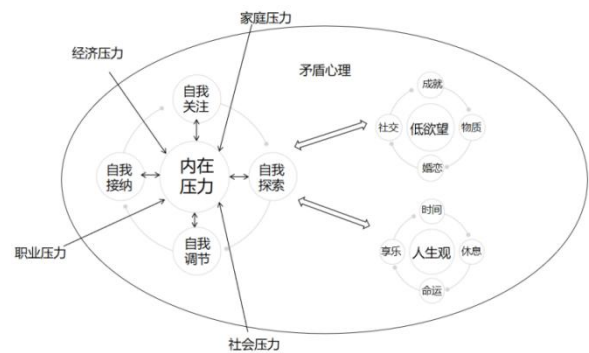 家庭压力
经济压力
矛盾心理
自我
关注
自我
接纳
内在
压力
自我
探索
自我
调节
职业压力
社会压力
成就
社交
低欲望
物质
婚恋
时间
享乐
人生观
休息
命运